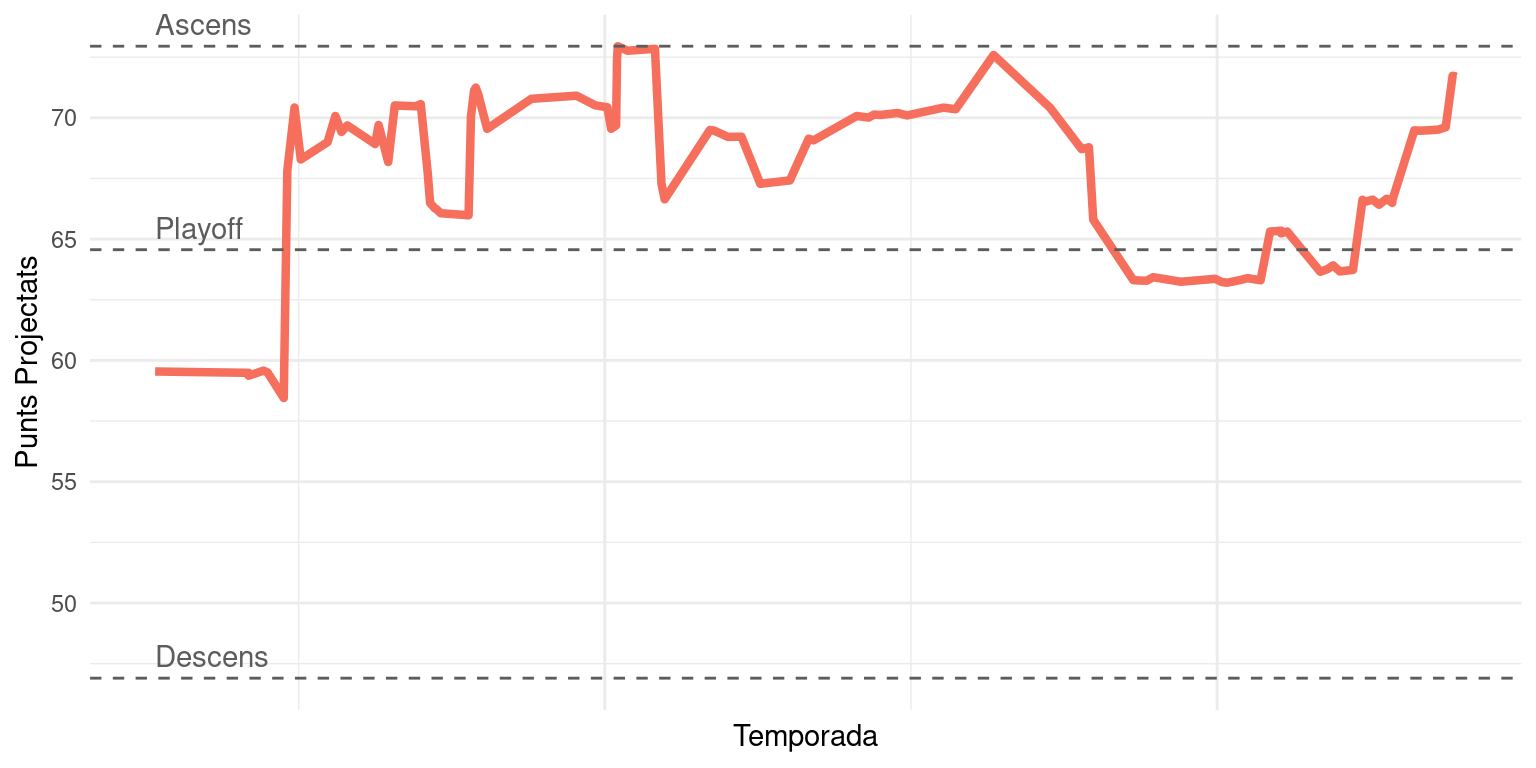 Ascens
70
Playoff
65
Punts Projectats
60
55
50
Descens
Temporada